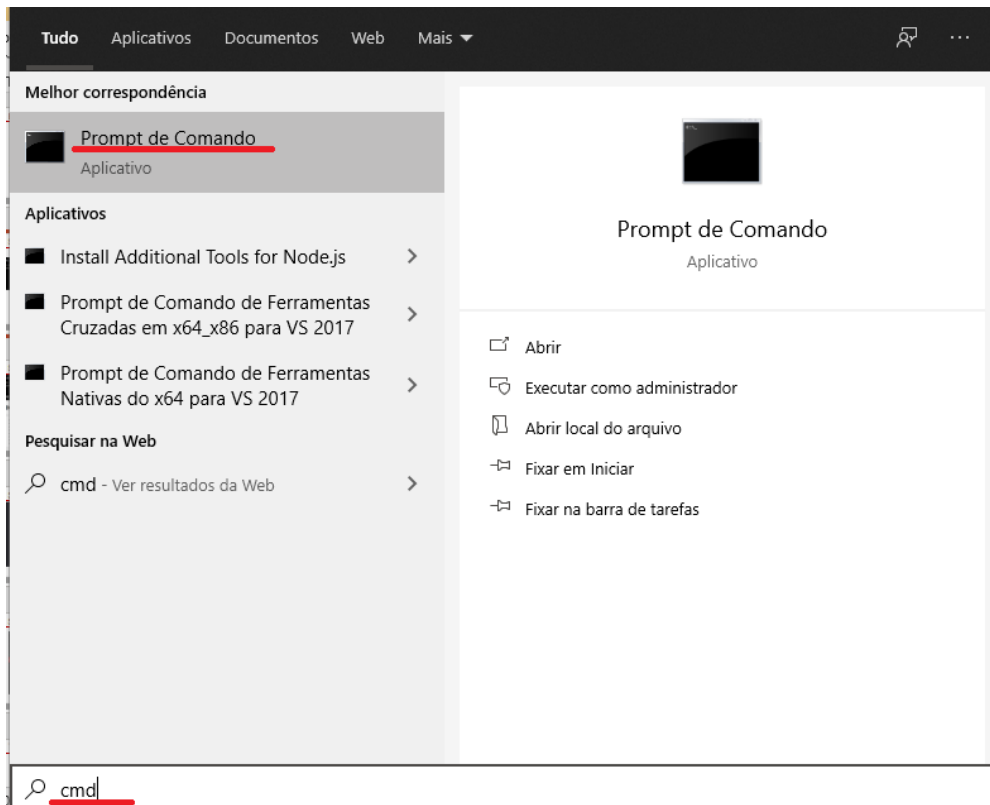 Tudo Aplicativos Documentos Web Mais
Melhor correspondência
Prompt de Comando
Aplicativo
Aplicativos
Install Additional Tools for Node.js
Prompt de Comando de Ferramentas
Cruzadas em x64_x86 para VS 2017
Prompt de Comando de Ferramentas
Nativas do x64 para VS 2017
Pesquisar na Web
cmd - Ver resultados da Web
Prompt de Comando
Aplicativo
Abrir
Executar como administrador
Abrir local do arquivo
Fixar em Iniciar
Fixar na barra de tarefas
cmd